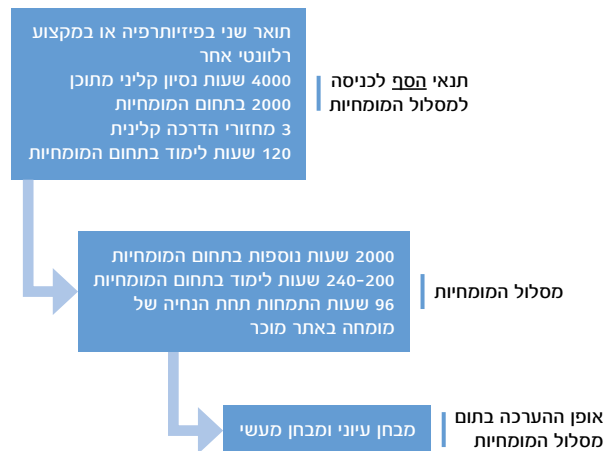 תואר שני בפיזיותרפיה או במקצוע
רלוונטי אחר
4000 שעות נסיון קליני מתוכן
2000 בתחום המומחיות
3 מחזורי הדרכה קלינית
120 שעות לימוד בתחום המומחיות
תנאי הסף לכניסה
למסלול המומחיות
2000 שעות נוספות בתחום המומחיות
240-200 שעות לימוד בתחום המומחיות
96 שעות התמחות תחת הנחיה של
מומחה באתר מוכר
מסלול המומחיות
מבחן עיוני ומבחן מעשי
אופן ההערכה בתום
מסלול המומחיות